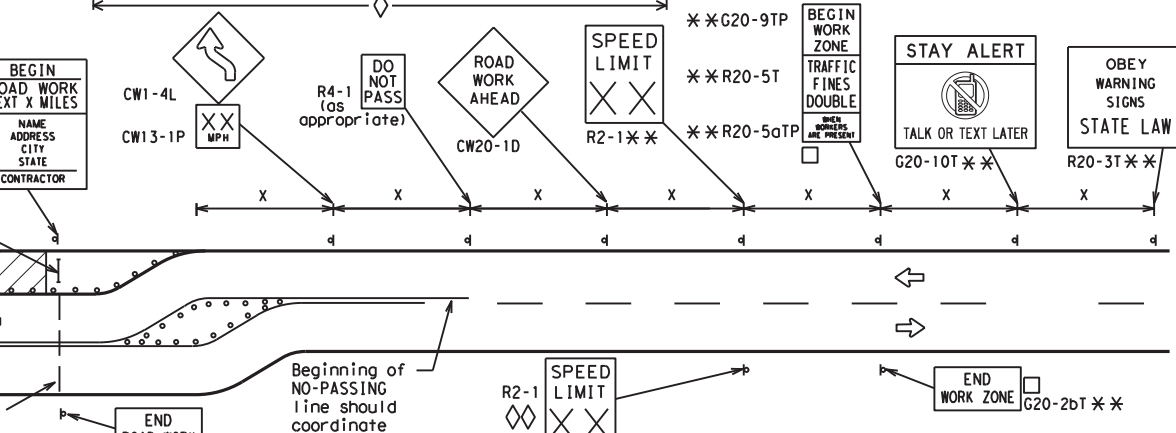 BEGIN
ROAD WORK
NEXT X MILES
NAME
ADDRESS
CITY
STATE
CONTRACTOR
CW1-4L
CW13-1P
XX
MPH
R4-1
(as
appropriate)
DO
NOT
PASS
ROAD
WORK
AHEAD
CW20-1D
SPEED
LIMIT
X X
R2-1**
**G20-9TP
**R20-5T
**R20-5aTP
BEGIN
WORK
ZONE
TRAFFIC
FINES
DOUBLE
WHEN
WORKERS
ARE PRESENT
STAY ALERT
TALK OR TEXT LATER
G20-10T**
OBEY
WARNING
SIGNS
STATE LAW
R20-3T**
X
X
X
X
X
X
X
Beginning of
NO-PASSING
line should
coordinate
R2-1
SPEED
LIMIT
X X
END
WORK ZONE
G20-2bT**
END
ROAD WORK